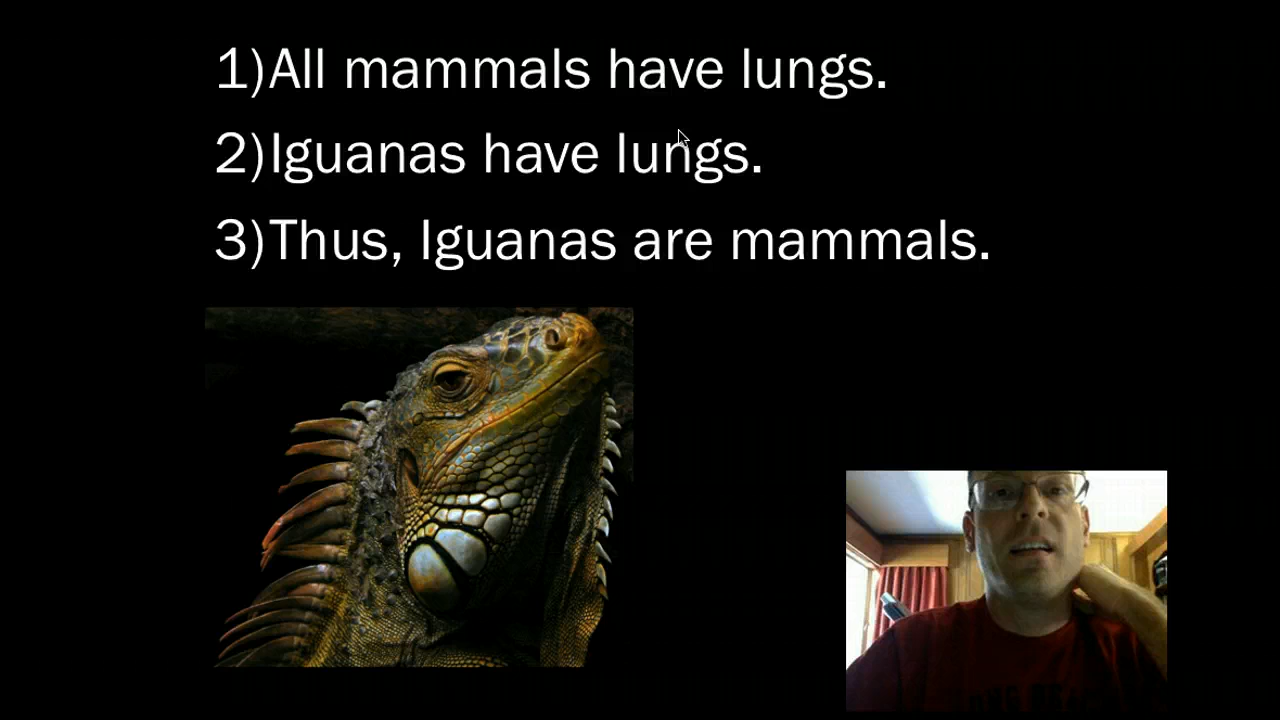 1) All mammals have lungs.
2) Iguanas have lungs.
3) Thus, Iguanas are mammals.